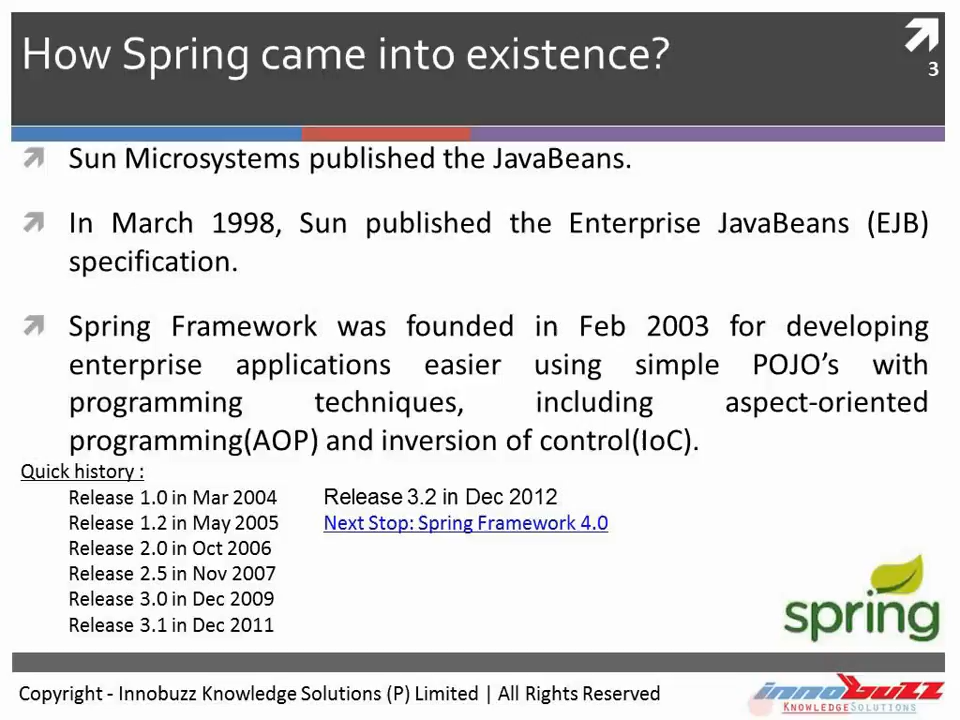 How Spring came into existence?
3
Sun Microsystems published the JavaBeans.
In March 1998, Sun published the Enterprise JavaBeans (EJB)
specification.
Spring Framework was founded in Feb 2003 for developing
enterprise applications easier using simple POJO’s with
programming techniques, including aspect-oriented
programming(AOP) and inversion of control(IoC).
Quick history :
Release 1.0 in Mar 2004
Release 1.2 in May 2005
Release 2.0 in Oct 2006
Release 2.5 in Nov 2007
Release 3.0 in Dec 2009
Release 3.1 in Dec 2011
Release 3.2 in Dec 2012
Next Stop: Spring Framework 4.0
spring
Copyright - Innobuzz Knowledge Solutions (P) Limited | All Rights Reserved
innobuzz
KNOWLEDGESOLUTIONS